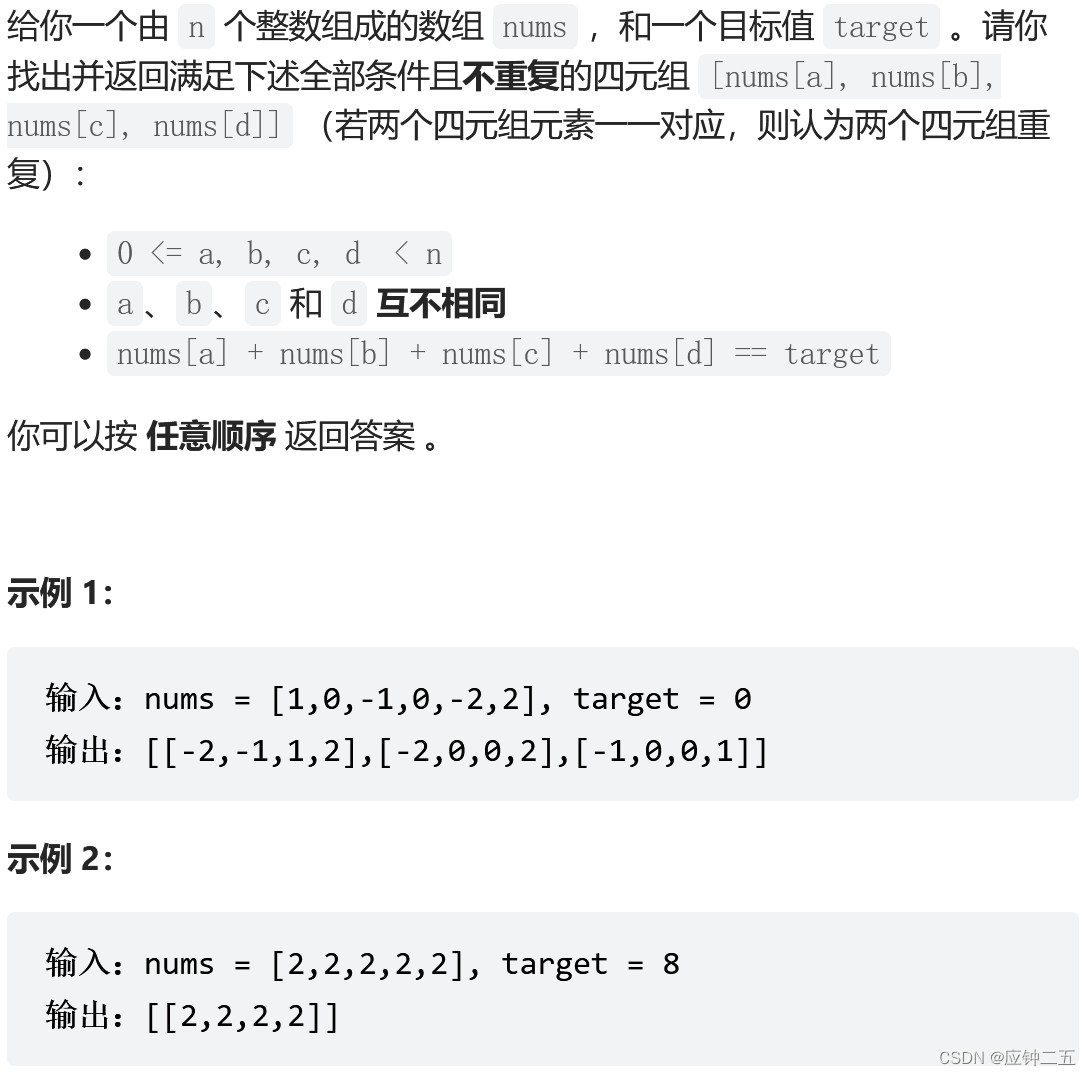 给你一个由 n 个整数组成的数组 nums ，和一个目标值 target 。请你
找出并返回满足下述全部条件且不重复的四元组 [nums[a], nums[b],
nums[c], nums[d]] （若两个四元组元素一一对应，则认为两个四元组重
复）：
• 0 <= a, b, c, d < n
• a、b、c 和 d 互不相同
• nums[a] + nums[b] + nums[c] + nums[d] == target
你可以按 任意顺序 返回答案 。
示例 1：
输入：nums = [1,0,-1,0,-2,2], target = 0
输出：[[-2,-1,1,2],[-2,0,0,2],[-1,0,0,1]]
示例 2：
输入：nums = [2,2,2,2,2], target = 8
输出：[[2,2,2,2]]
CSDN @应钟二五